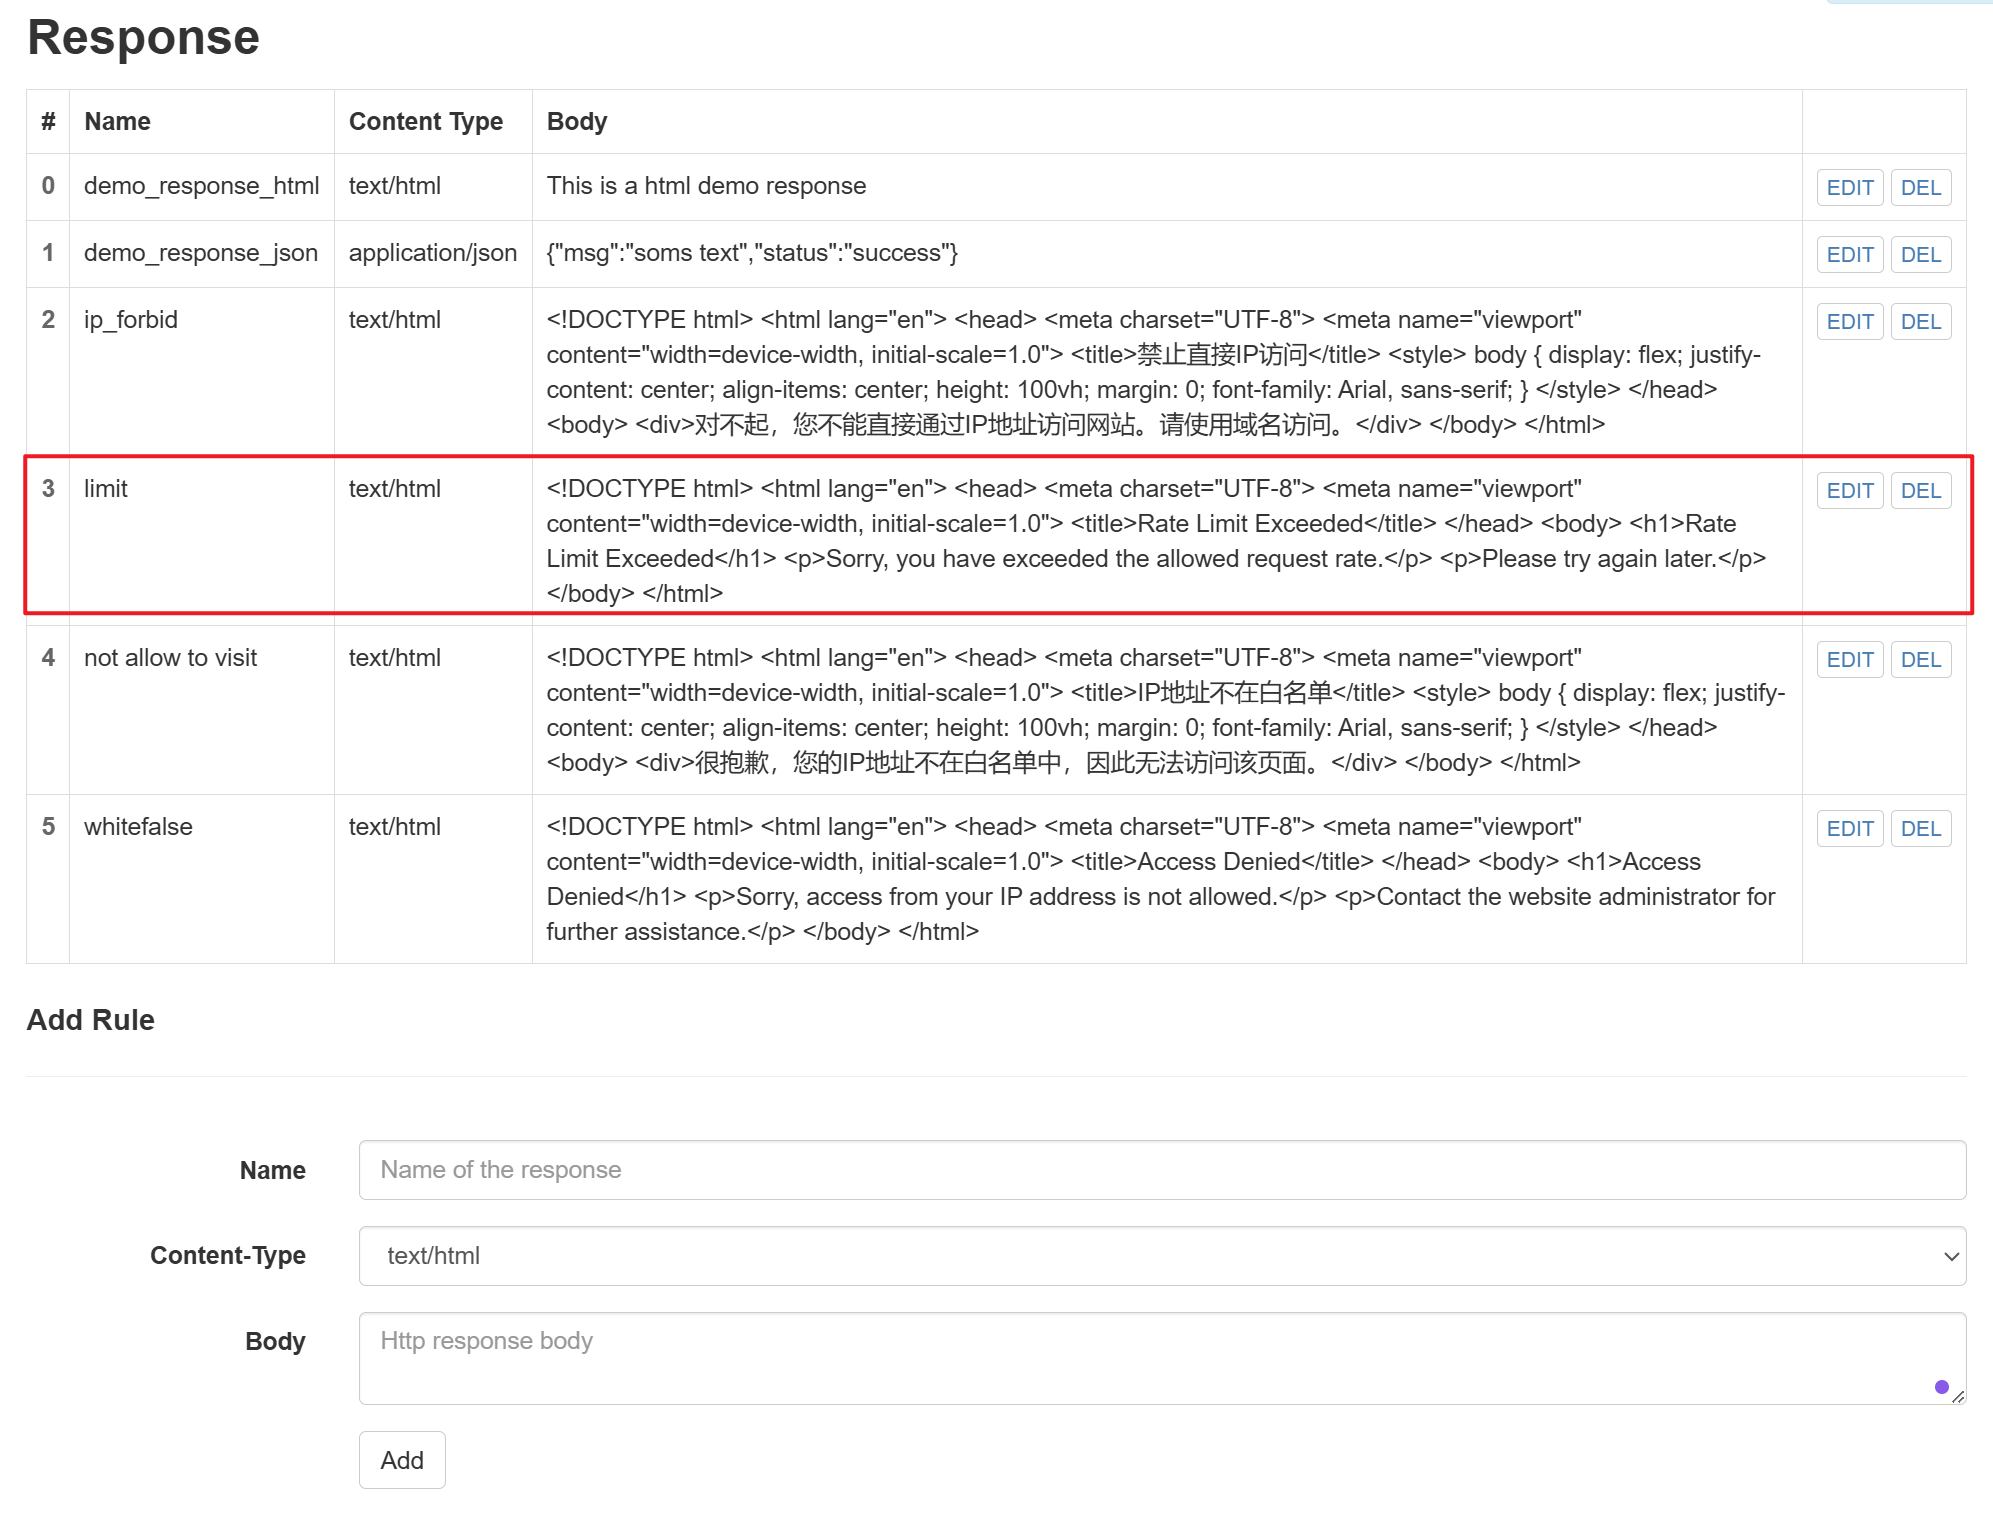 Response
# Name Content Type Body
0 demo_response_html text/html This is a html demo response EDIT DEL
1 demo_response_json application/json {"msg":"soms text","status":"success"} EDIT DEL
2 ip_forbid text/html <!DOCTYPE html> <html lang="en"> <head> <meta charset="UTF-8"> <meta name="viewport" EDIT DEL
content="width=device-width, initial-scale=1.0"> <title>禁止直接IP访问</title> <style> body { display: flex; justify-
content: center; align-items: center; height: 100vh; margin: 0; font-family: Arial, sans-serif; } </style> </head>
<body> <div>对不起，您不能直接通过IP地址访问网站。请使用域名访问。</div> </body> </html>
3 limit text/html <!DOCTYPE html> <html lang="en"> <head> <meta charset="UTF-8"> <meta name="viewport" EDIT DEL
content="width=device-width, initial-scale=1.0"> <title>Rate Limit Exceeded</title> </head> <body> <h1>Rate
Limit Exceeded</h1> <p>Sorry, you have exceeded the allowed request rate.</p> <p>Please try again later.</p>
</body> </html>
4 not allow to visit text/html <!DOCTYPE html> <html lang="en"> <head> <meta charset="UTF-8"> <meta name="viewport" EDIT DEL
content="width=device-width, initial-scale=1.0"> <title>IP地址不在白名单</title> <style> body { display: flex; justify-
content: center; align-items: center; height: 100vh; margin: 0; font-family: Arial, sans-serif; } </style> </head>
<body> <div>很抱歉，您的IP地址不在白名单中，因此无法访问该页面。</div> </body> </html>
5 whitefalse text/html <!DOCTYPE html> <html lang="en"> <head> <meta charset="UTF-8"> <meta name="viewport" EDIT DEL
content="width=device-width, initial-scale=1.0"> <title>Access Denied</title> </head> <body> <h1>Access
Denied</h1> <p>Sorry, access from your IP address is not allowed.</p> <p>Contact the website administrator for
further assistance.</p> </body> </html>
Add Rule
Name Name of the response
Content-Type text/html
Body Http response body
Add